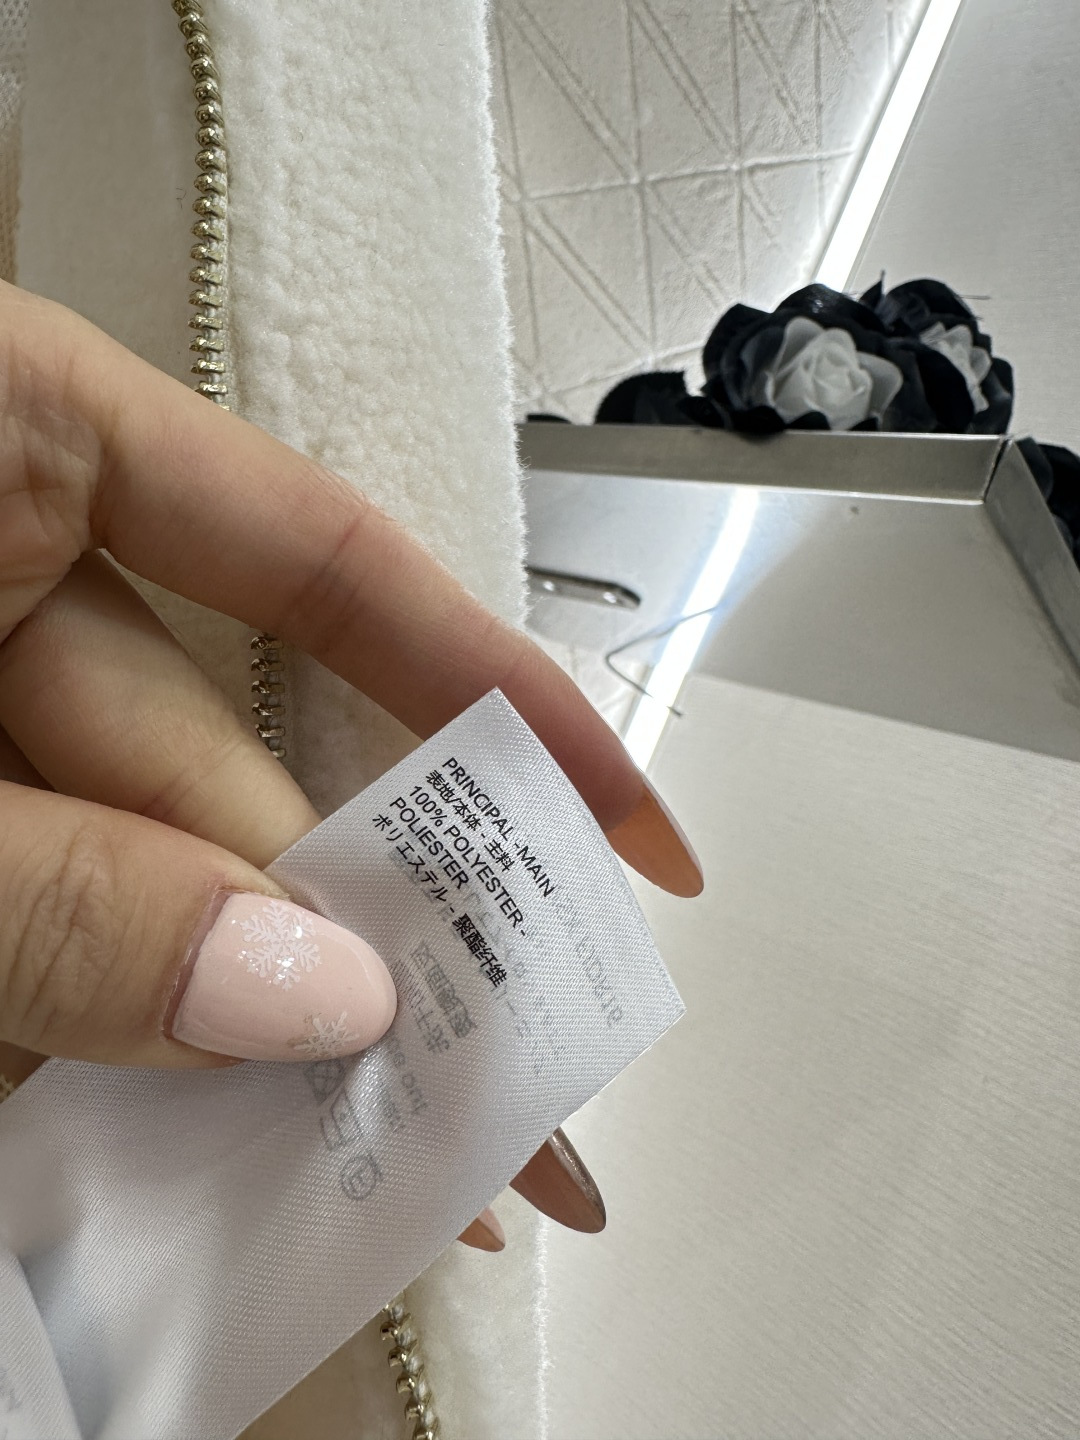 PRINCIPAL -MAIN
表地/本体 - 主料
100% POLYESTER -
POLIESTER
ポリエステル - 聚酯纤维